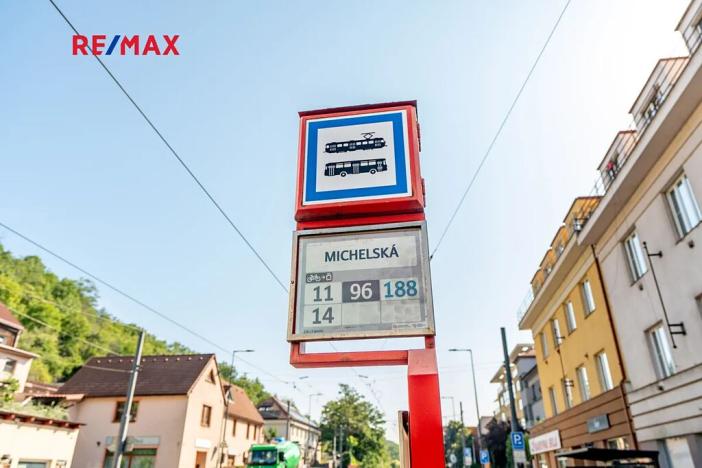 RE/MAX
MICHELSKÁ
11 96 188
14
P